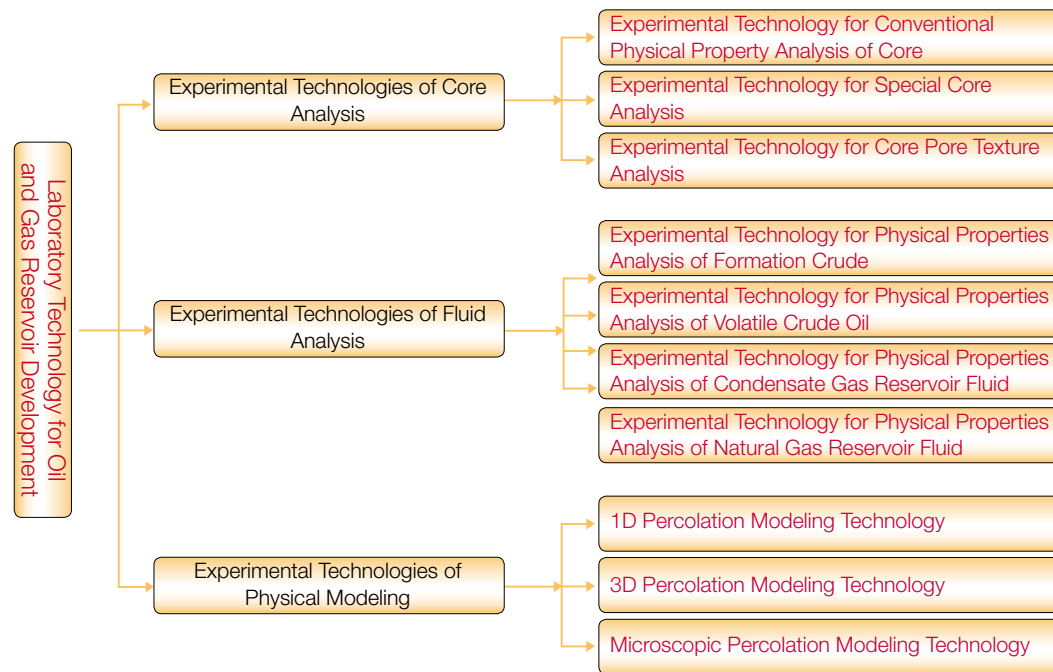 Laboratory Technology for Oil
and Gas Reservoir Development
Experimental Technologies of Core
Analysis
Experimental Technology for Conventional
Physical Property Analysis of Core
Experimental Technology for Special Core
Analysis
Experimental Technology for Core Pore Texture
Analysis
Experimental Technologies of Fluid
Analysis
Experimental Technology for Physical Properties
Analysis of Formation Crude
Experimental Technology for Physical Properties
Analysis of Volatile Crude Oil
Experimental Technology for Physical Properties
Analysis of Condensate Gas Reservoir Fluid
Experimental Technology for Physical Properties
Analysis of Natural Gas Reservoir Fluid
Experimental Technologies of
Physical Modeling
1D Percolation Modeling Technology
3D Percolation Modeling Technology
Microscopic Percolation Modeling Technology